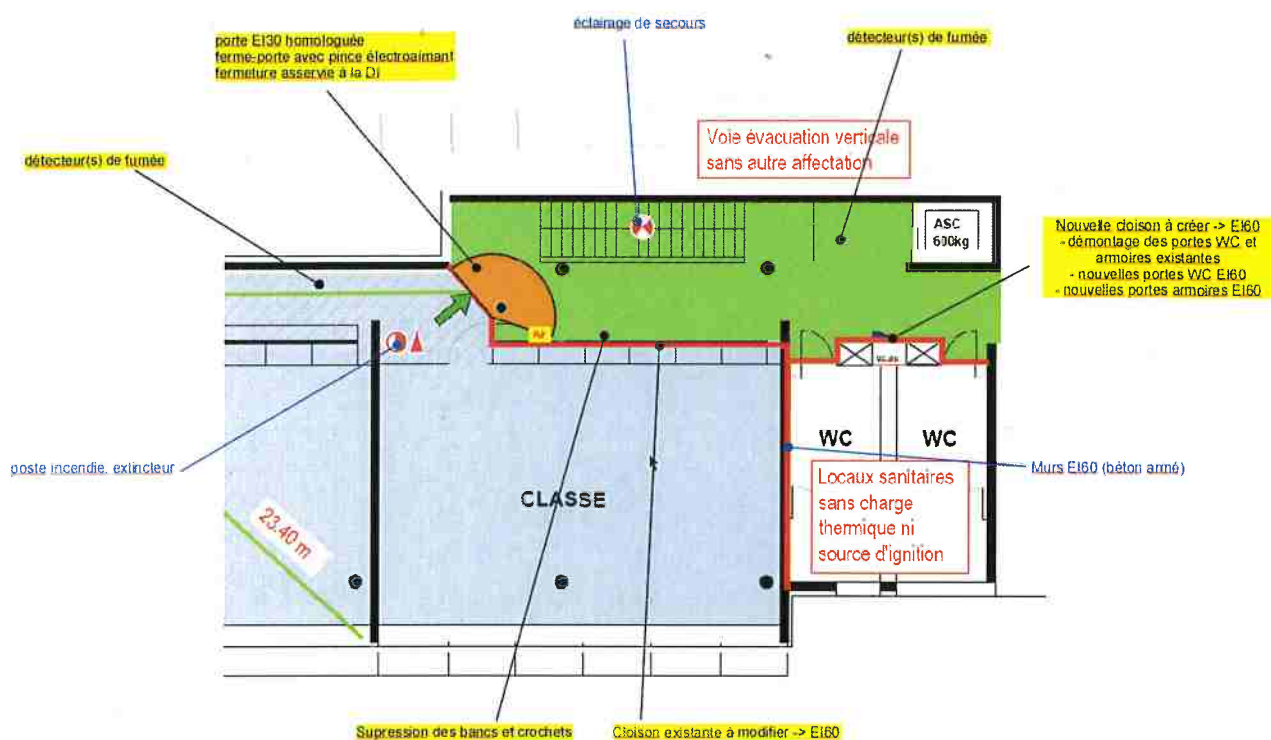 éclairage de secours
porte EI30 homologuée
ferme-porte avec pince électroaimant
fermeture asservie à la DI
détecteur(s) de fumée
Voie évacuation verticale
sans autre affectation
détecteur(s) de fumée
ASC
600kg
Nouvelle cloison à créer -> EI60
- démontage des portes WC et
armoires existantes
- nouvelles portes WC EI60
- nouvelles portes armoires EI60
WC
WC
poste incendie, extincteur
Murs EI60 (béton armé)
Locaux sanitaires
sans charge
thermique ni
source d'ignition
CLASSE
23.40 m
Supression des bancs et crochets
Cloison existante à modifier -> EI60